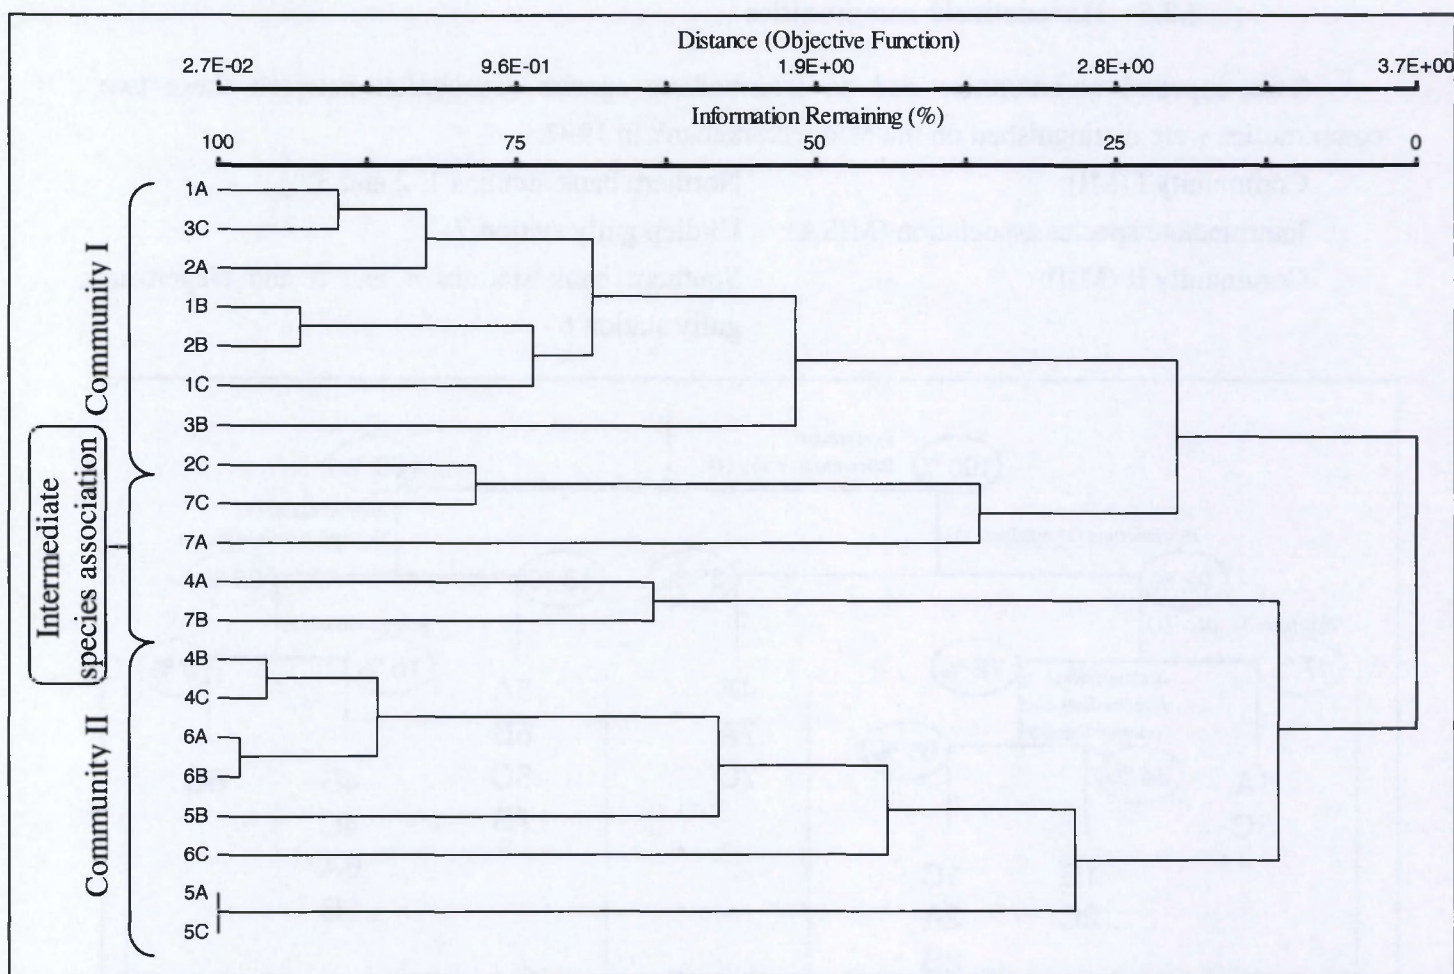 Distance (Objective Function)
2.7E-02 9.6E-01 1.9E+00 2.8E+00 3.7E+00
Information Remaining (%)
100 75 50 25 0
1A
3C
2A
1B
2B
1C
3B
2C
7C
7A
4A
7B
4B
4C
6A
6B
5B
6C
5A
5C
Community I
Intermediate
species association
Community II